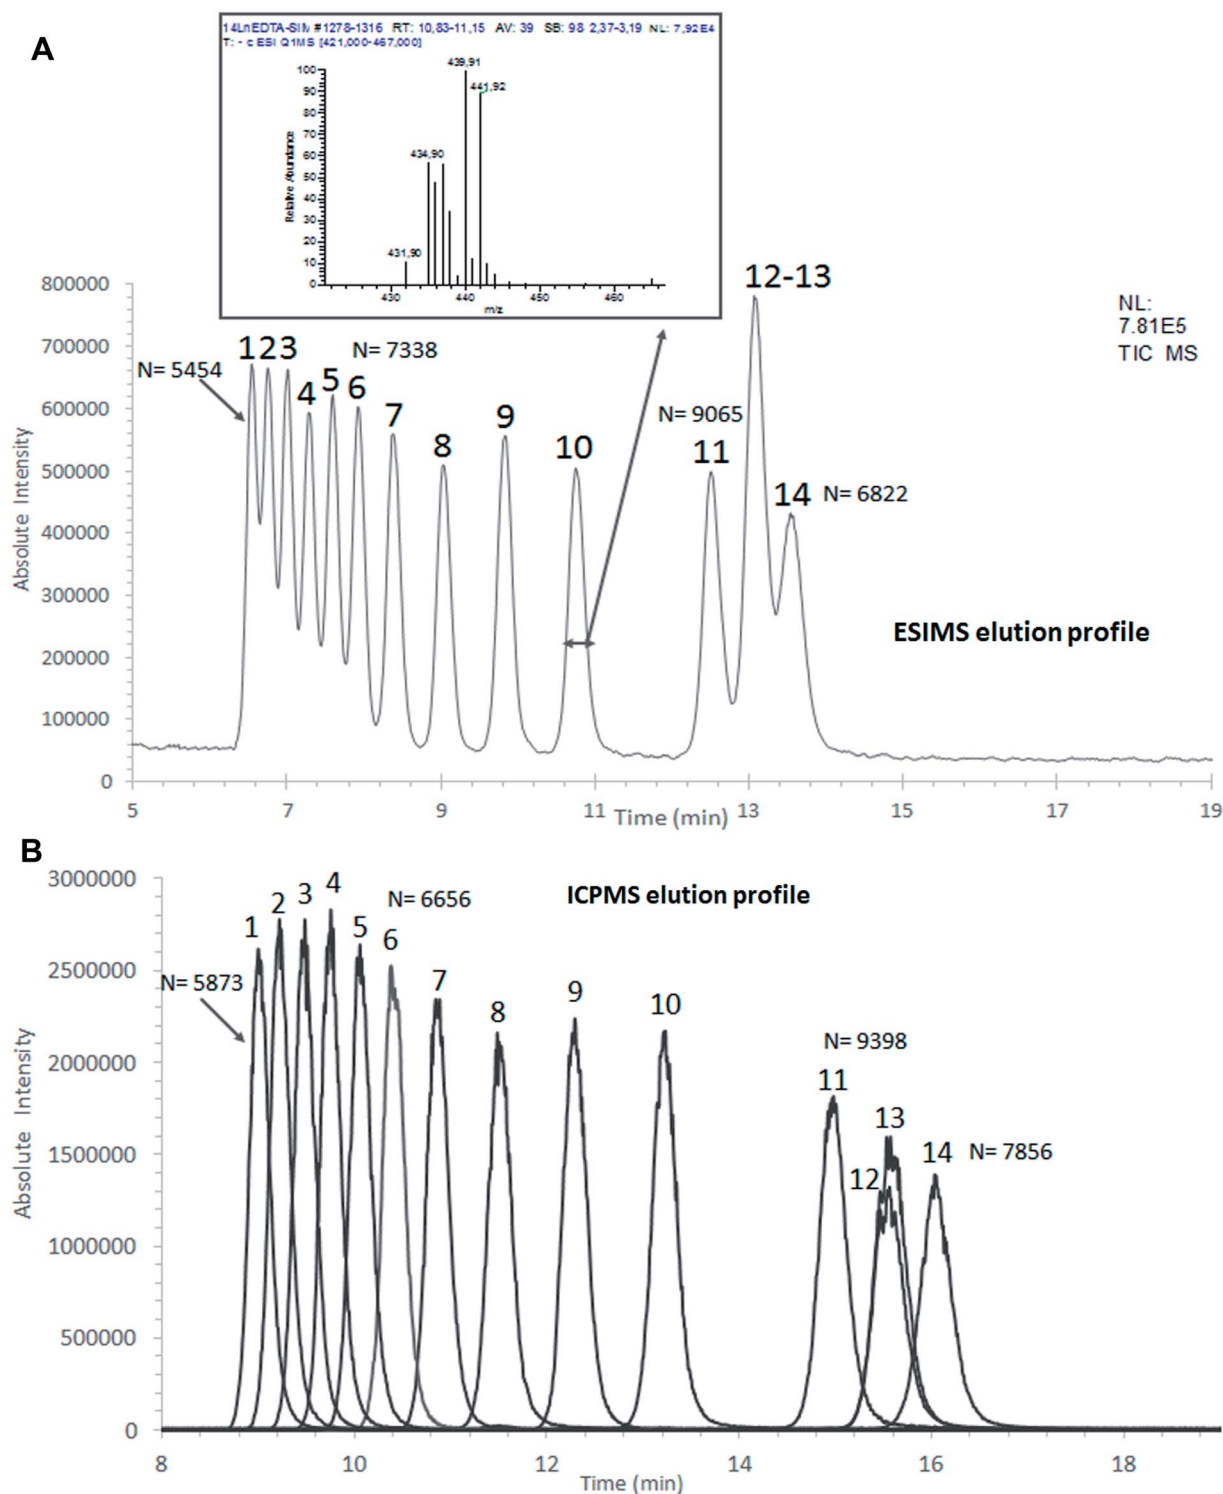 A
14LnEDTA-SIM #1278-1316 RT: 10,83-11,15 AV: 39 SB: 98 2,37-3,19 NL: 7,92E4
T: - c ESI Q1MS [421,000-467,000]
439,91
441,92
434,90
431,90
100
90
80
70
60
50
40
30
20
10
0
Relative Abundance
430 440 450 460
m/z
800000
700000
600000
500000
400000
300000
200000
100000
0
Absolute Intensity
N= 5454
123
4
5
6
N= 7338
7
8
9
10
N= 9065
11
12-13
14 N= 6822
NL:
7.81E5
TIC MS
ESIMS elution profile
5 7 9 11 13 15 17 19
Time (min)
B
3000000
2500000
2000000
1500000
1000000
500000
0
Absolute Intensity
N= 5873
1
2
3
4
5
6
N= 6656
ICPMS elution profile
7
8
9
10
N= 9398
11
12
13
14 N= 7856
8 10 12 14 16 18
Time (min)